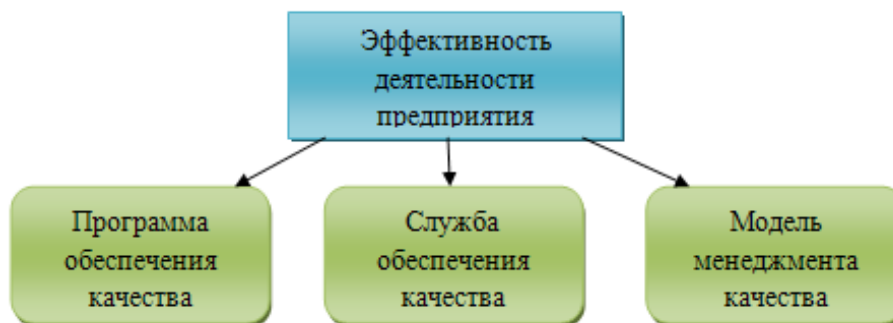 Эффективность
деятельности
предприятия
Программа
обеспечения
качества
Служба
обеспечения
качества
Модель
менеджмента
качества